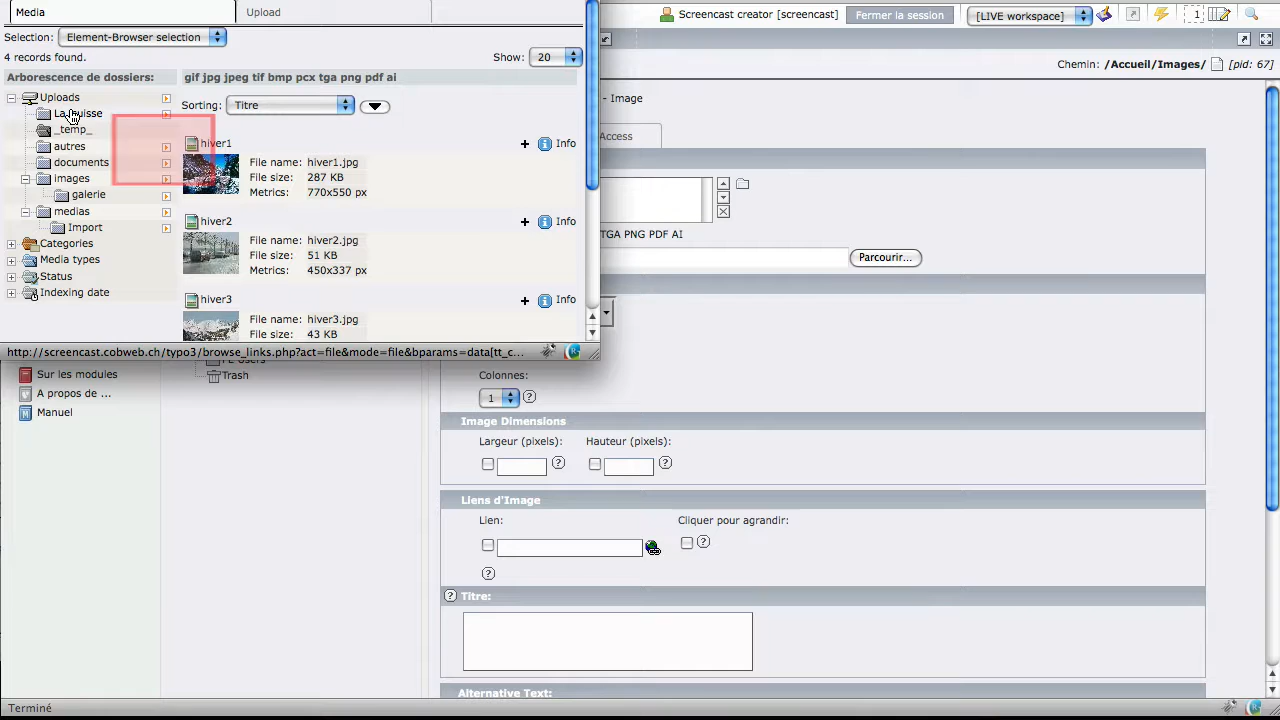 Media
Upload
Screencast creator [screencast]
Fermer la session
[LIVE workspace]
1
Selection:
Element-Browser selection
4 records found.
Show:
20
Chemin: /Accueil/Images/
[pid: 67]
Arborescence de dossiers:
gif jpg jpeg tif bmp pcx tga png pdf ai
Uploads
_temp_
autres
documents
images
galerie
medias
Import
Categories
Media types
Status
Indexing date
Sorting:
Titre
hiver1
+
Info
File name: hiver1.jpg
File size: 287 KB
Metrics: 770x550 px
hiver2
+
Info
File name: hiver2.jpg
File size: 51 KB
Metrics: 450x337 px
hiver3
+
Info
File name: hiver3.jpg
File size: 43 KB
- Image
Access
TGA PNG PDF AI
Parcourir...
http://screencast.cobweb.ch/typo3/browse_links.php?act=file&mode=file&bparams=data[tt_c...
Trash
Sur les modules
A propos de ...
Manuel
Colonnes:
1
?
Image Dimensions
Largeur (pixels):
Hauteur (pixels):
?
?
Liens d'Image
Lien:
Cliquer pour agrandir:
?
?
? Titre:
Alternative Text:
Terminé